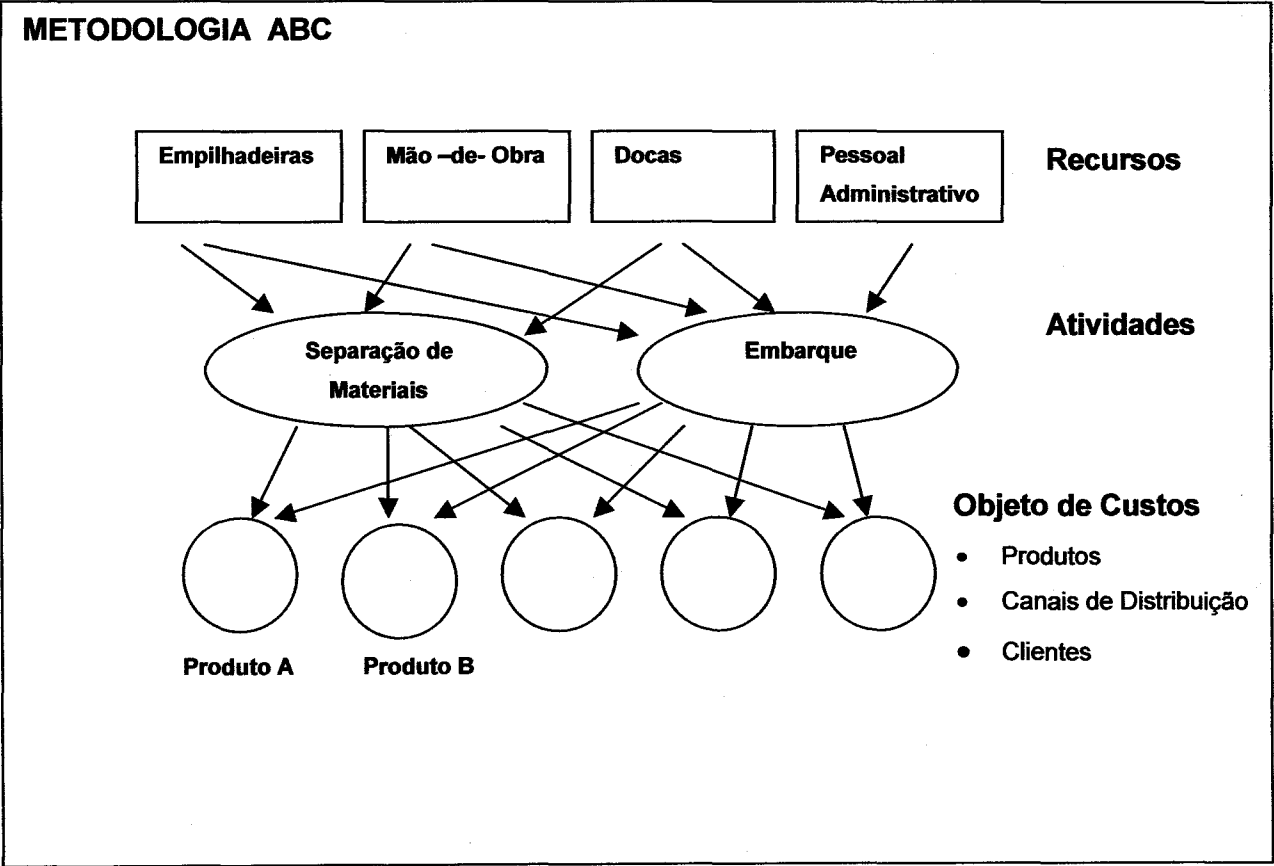 METODOLOGIA ABC
Empilhadeiras
Mão –de- Obra
Docas
Pessoal
Administrativo
Recursos
Atividades
Separação de
Materiais
Embarque
Objeto de Custos
• Produtos
• Canais de Distribuição
• Clientes
Produto A
Produto B